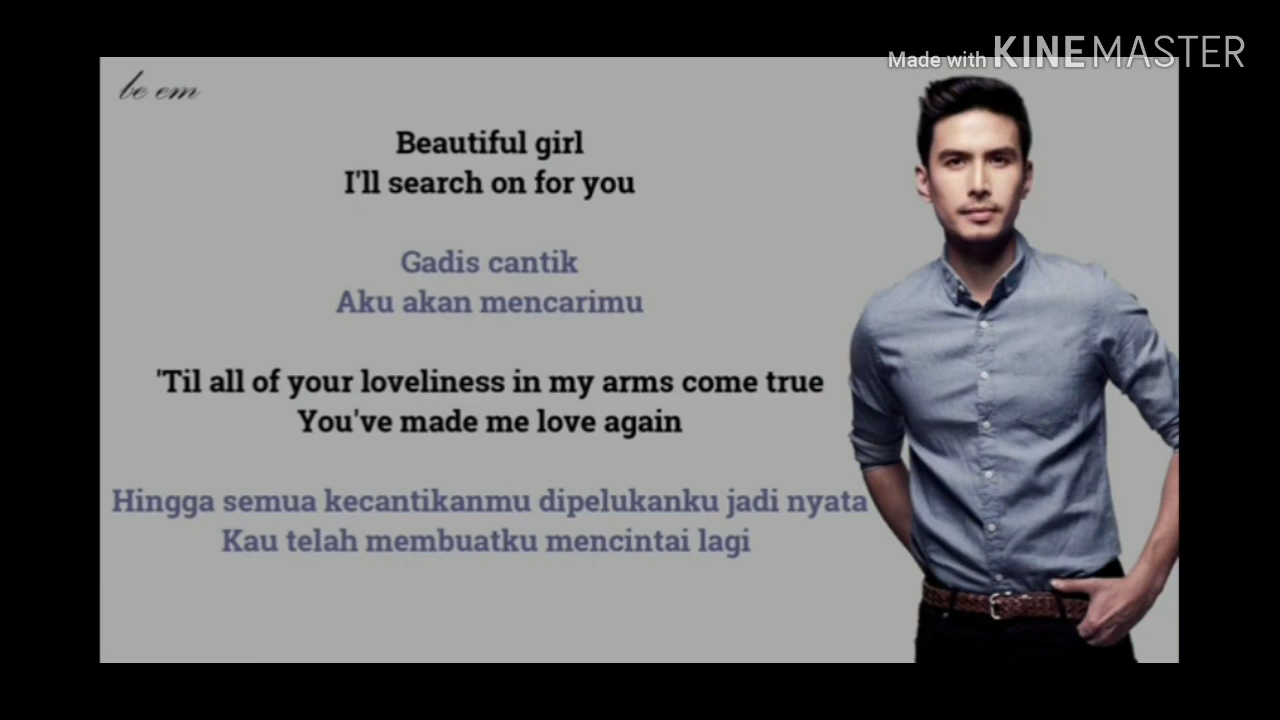 Made with KINEMASTER
be em
Beautiful girl
I'll search on for you
Gadis cantik
Aku akan mencarimu
'Til all of your loveliness in my arms come true
You've made me love again
Hingga semua kecantikanmu dipelukanku jadi nyata
Kau telah membuatku mencintai lagi